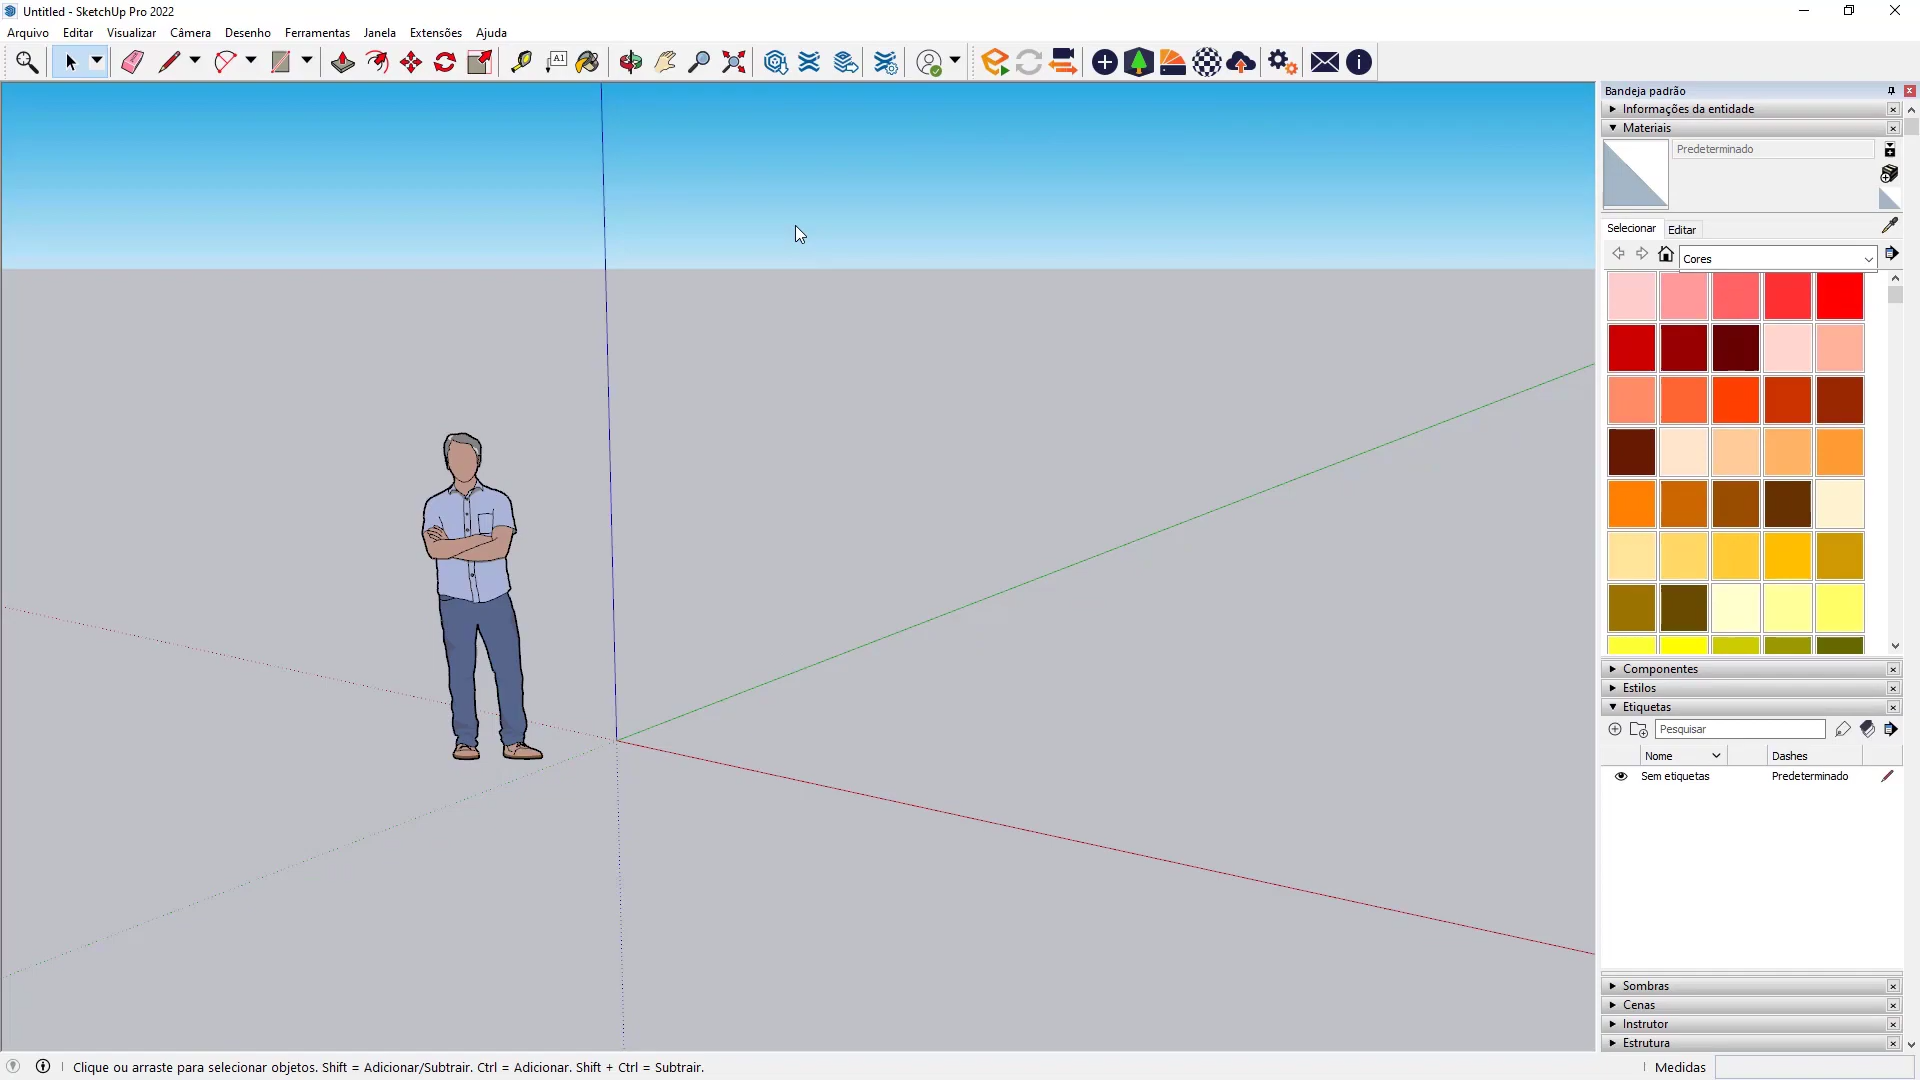 Untitled - SketchUp Pro 2022
Arquivo Editar Visualizar Câmera Desenho Ferramentas Janela Extensões Ajuda
A1
Bandeja padrão
Informações da entidade
Materiais
Predeterminado
Selecionar Editar
Cores
Componentes
Estilos
Etiquetas
Pesquisar
Nome Dashes
Sem etiquetas Predeterminado
Sombras
Cenas
Instrutor
Estrutura
Clique ou arraste para selecionar objetos. Shift = Adicionar/Subtrair. Ctrl = Adicionar. Shift + Ctrl = Subtrair.
Medidas